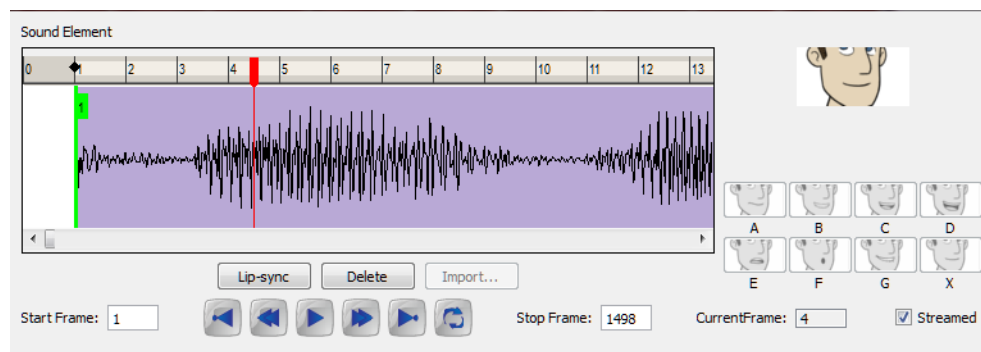 Sound Element
0 1 2 3 4 5 6 7 8 9 10 11 12 13
1
A B C D
E F G X
Lip-sync Delete Import...
Start Frame: 1 Stop Frame: 1498 CurrentFrame: 4 Streamed